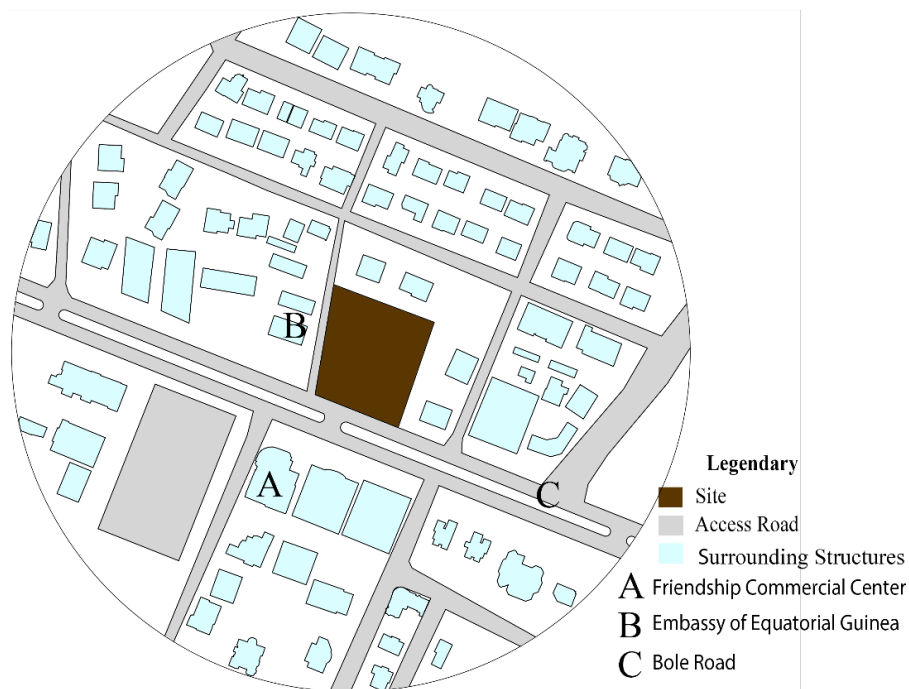 B
A
C
Legendary
Site
Access Road
Surrounding Structures
A Friendship Commercial Center
B Embassy of Equatorial Guinea
C Bole Road